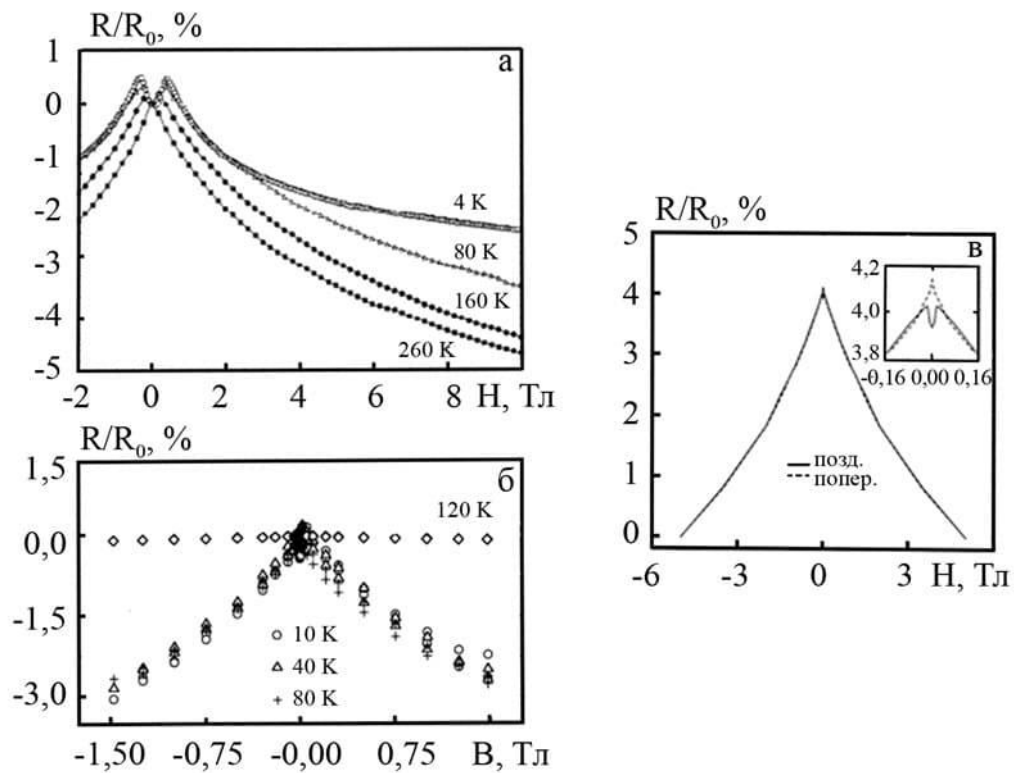 R/R₀, %
а
1
0
-1
-2
-3
-4
-5
4 K
80 K
160 K
260 K
-2 0 2 4 6 8 H, Тл
R/R₀, %
б
1,5
0,0
-1,5
-3,0
120 K
10 K
40 K
80 K
-1,50 -0,75 -0,00 0,75 B, Тл
R/R₀, %
в
5
4
3
2
1
0
4,2
4,0
3,8
-0,16 0,00 0,16
позд.
попер.
-6 -3 0 3 H, Тл